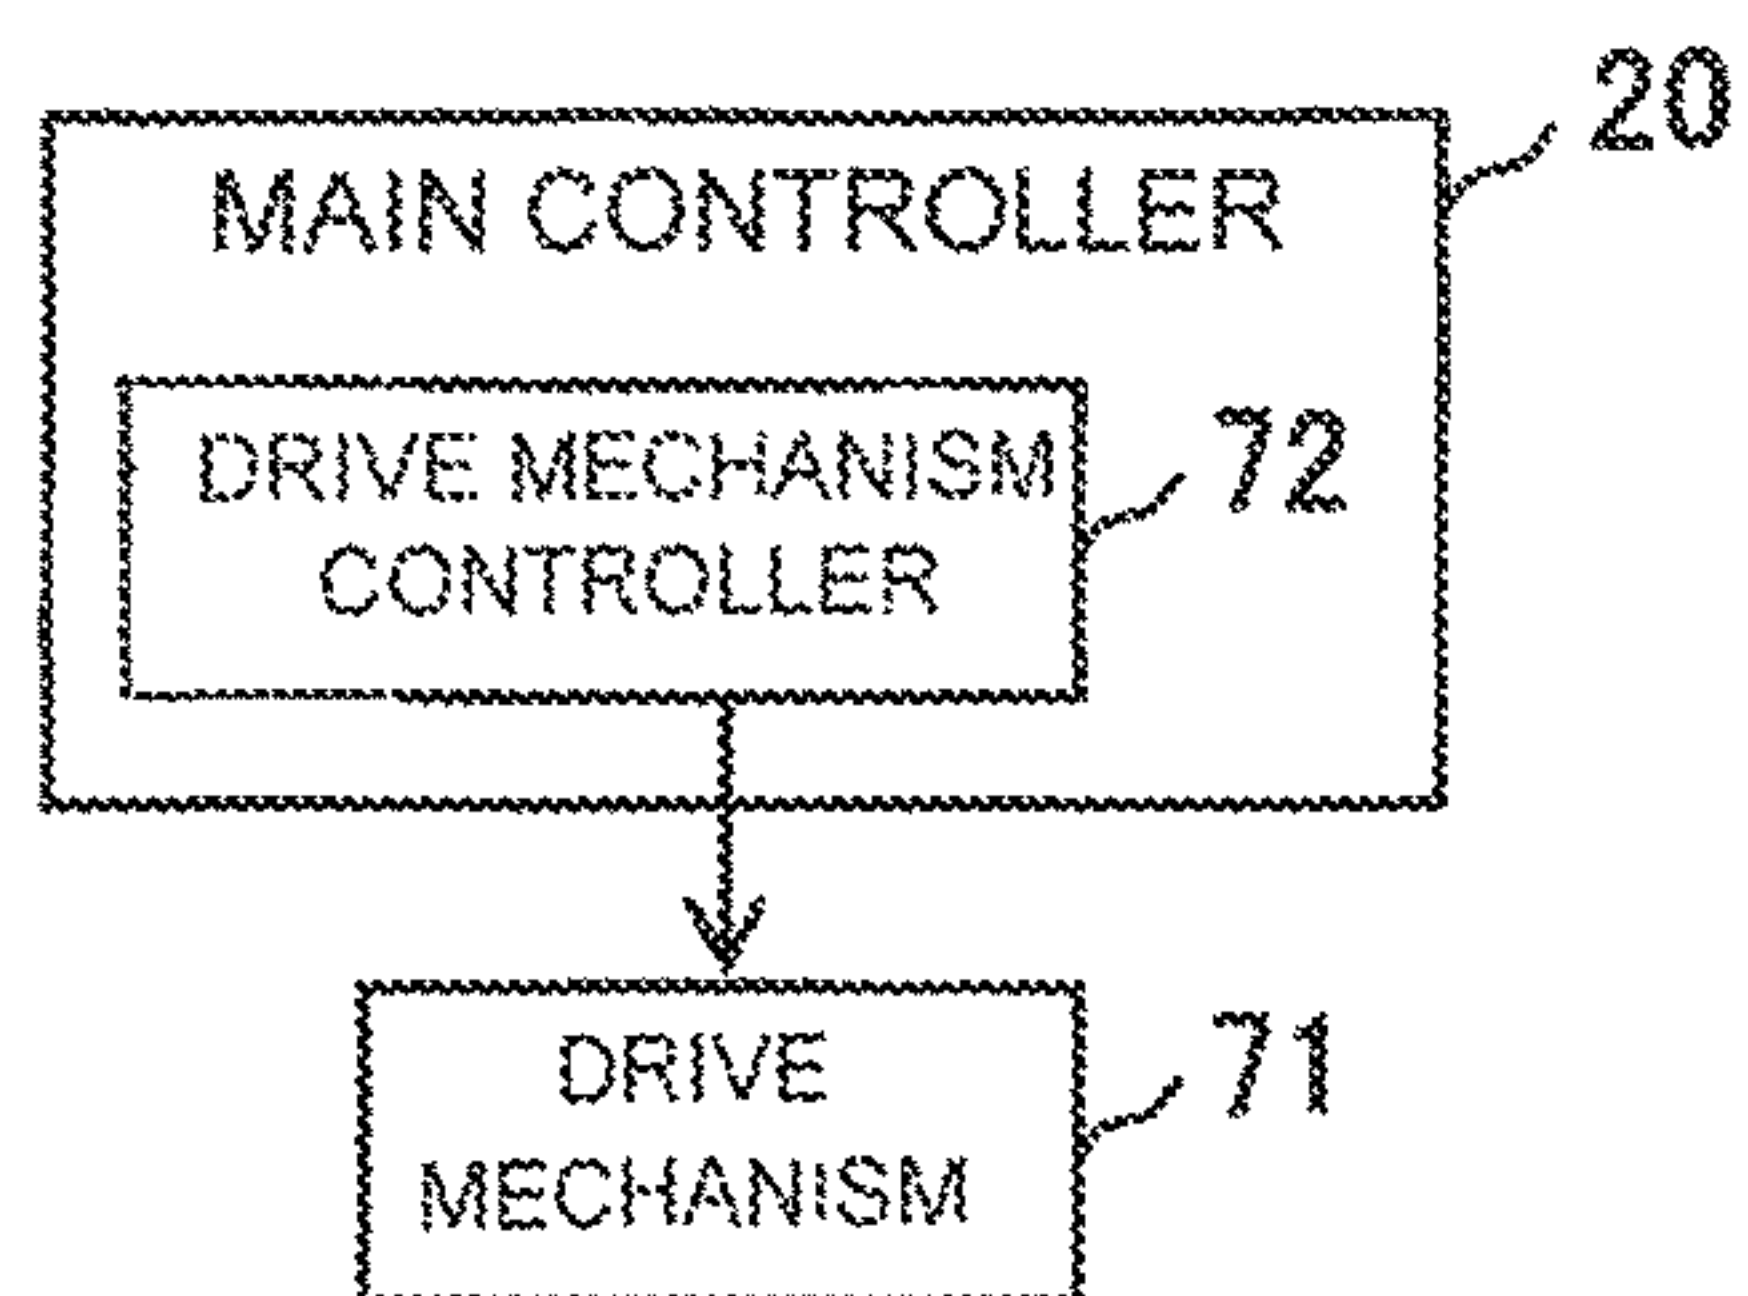 20
MAIN CONTROLLER
DRIVE MECHANISM
CONTROLLER
72
DRIVE
MECHANISM
71